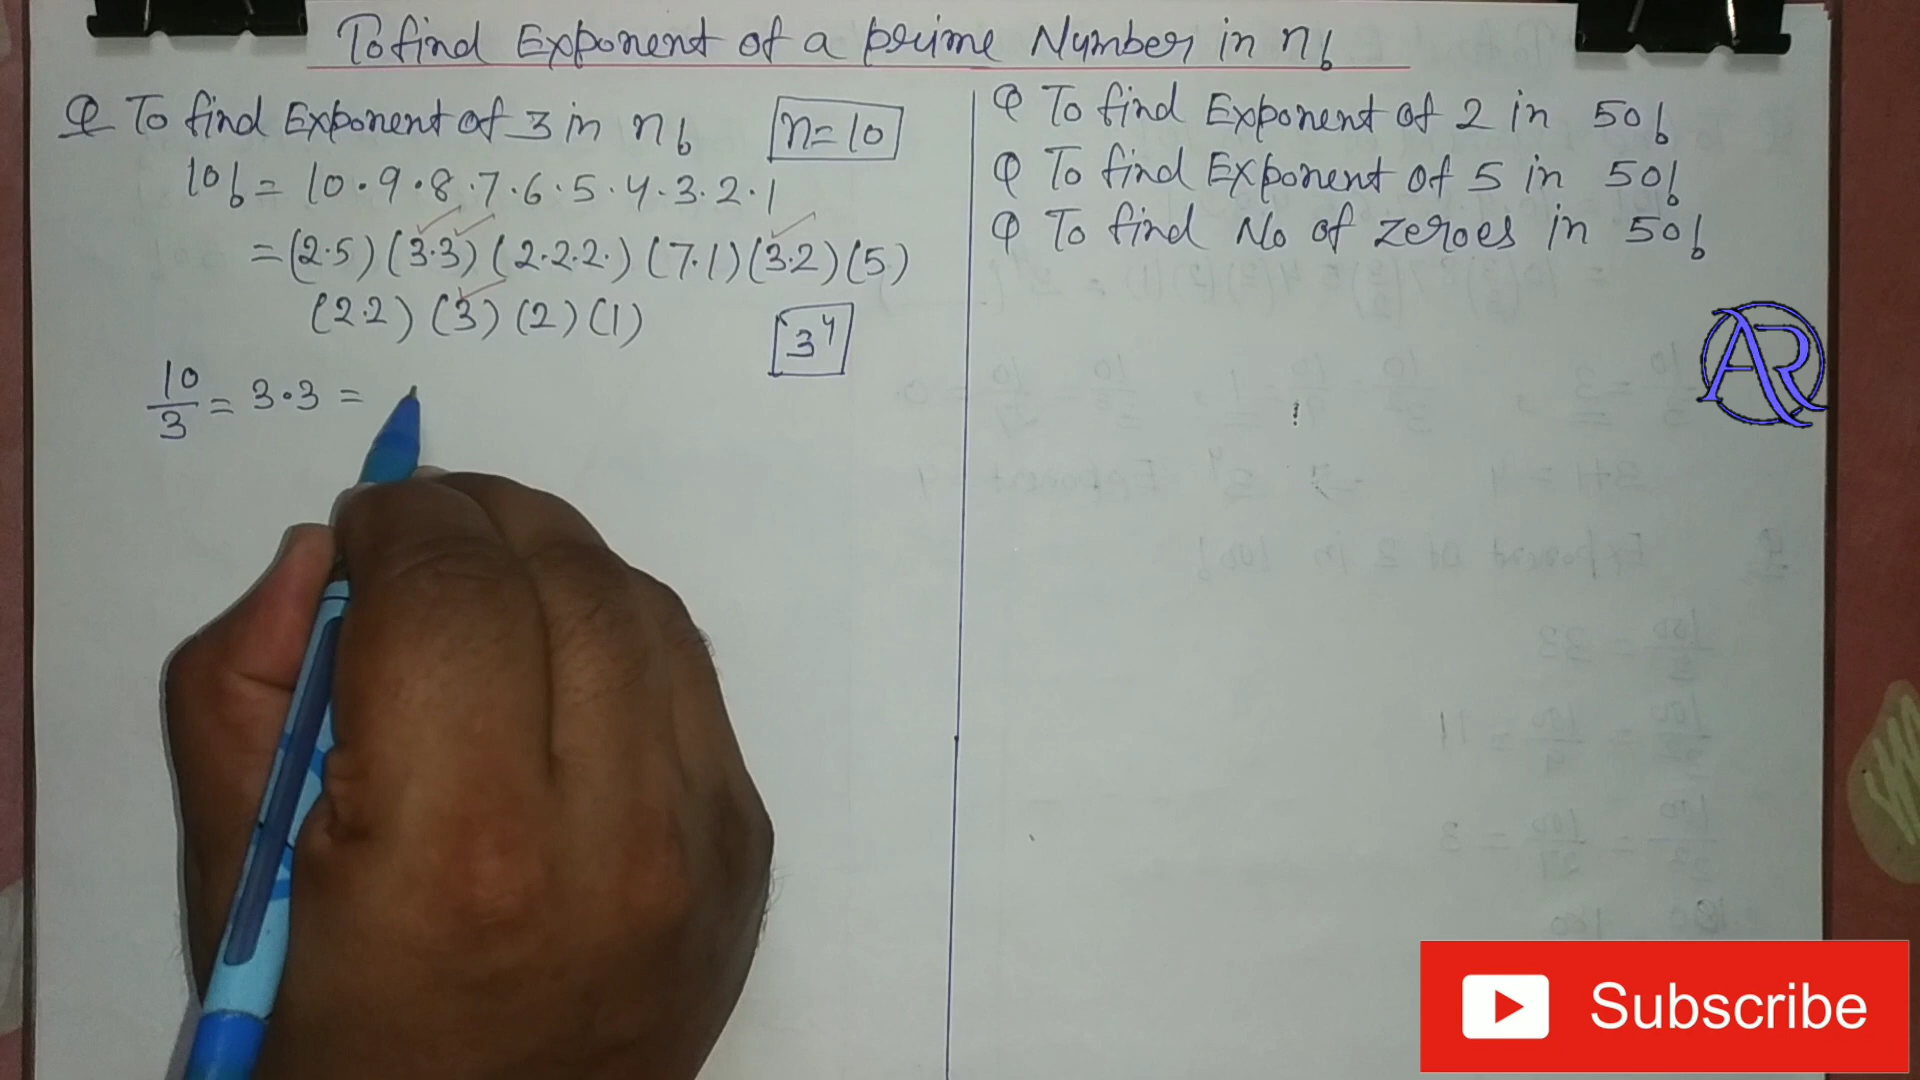 To find Exponent of a prime Number in n!
Q To find Exponent of 3 in n! n=10
10! = 10·9·8·7·6·5·4·3·2·1
=(2·5)(3·3)(2·2·2·)(7·1)(3·2)(5)
(2·2)(3)(2)(1)
3⁴
10/3 = 3·3 =
Q To find Exponent of 2 in 50!
Q To find Exponent of 5 in 50!
Q To find No of zeroes in 50!
AR
Subscribe